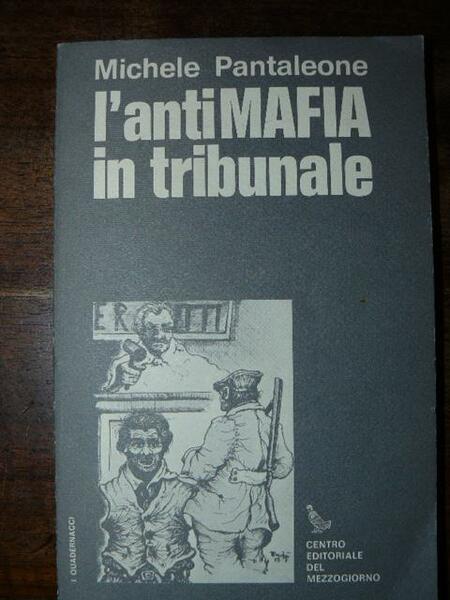 Michele Pantaleone
l'antiMAFIA
in tribunale
I QUADERNACCI
CENTRO
EDITORIALE
DEL
MEZZOGIORNO